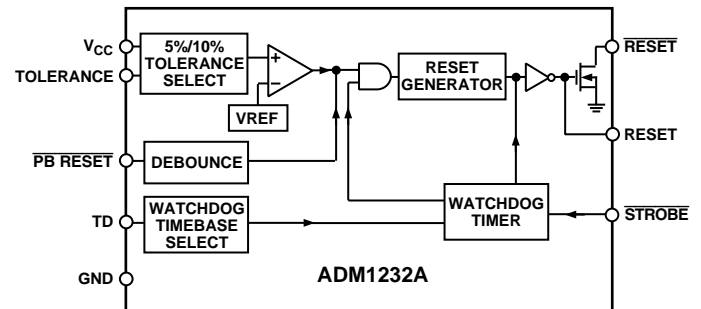 VCC
TOLERANCE
5%/10%
TOLERANCE
SELECT
+
−
VREF
RESET
GENERATOR
RESET
RESET
PB RESET
DEBOUNCE
TD
WATCHDOG
TIMEBASE
SELECT
WATCHDOG
TIMER
STROBE
GND
ADM1232A